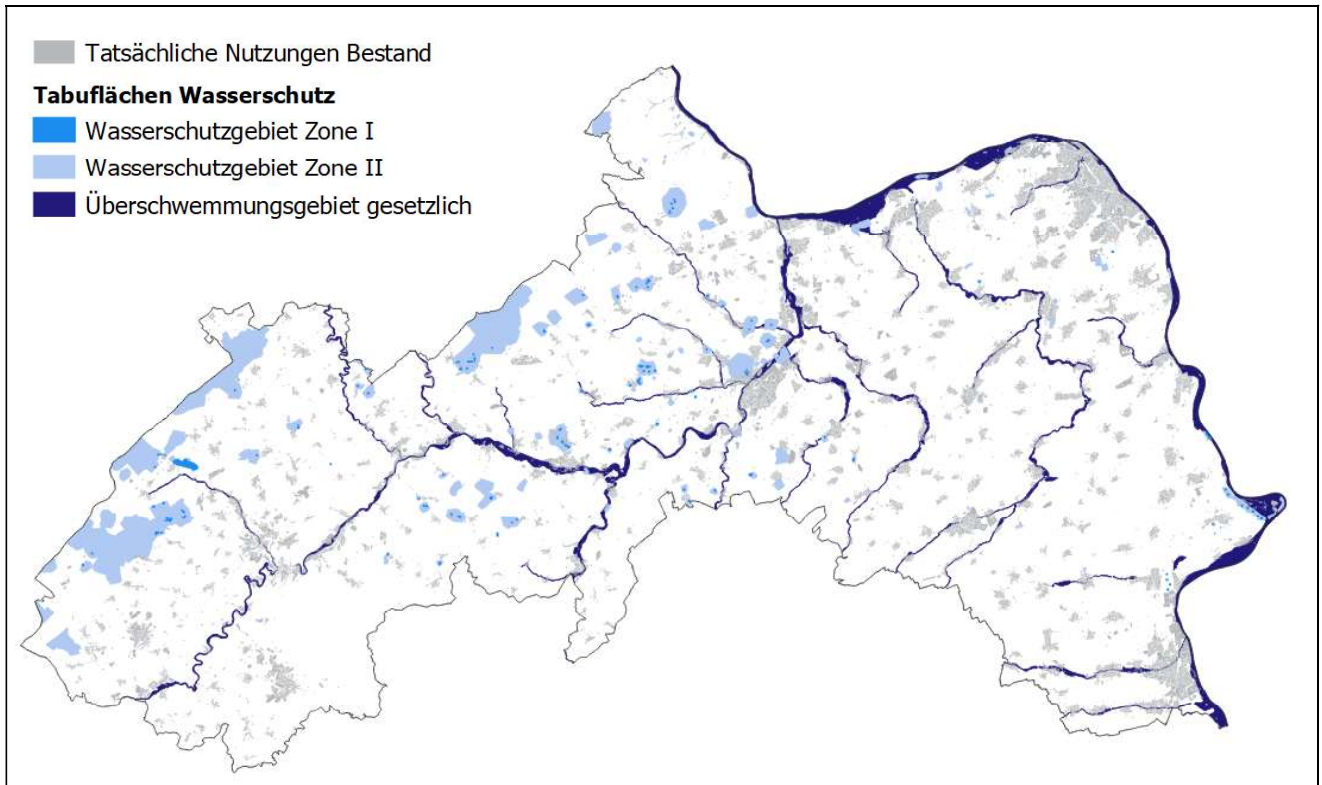 Tatsächliche Nutzungen Bestand
Tabuflächen Wasserschutz
Wasserschutzgebiet Zone I
Wasserschutzgebiet Zone II
Überschwemmungsgebiet gesetzlich